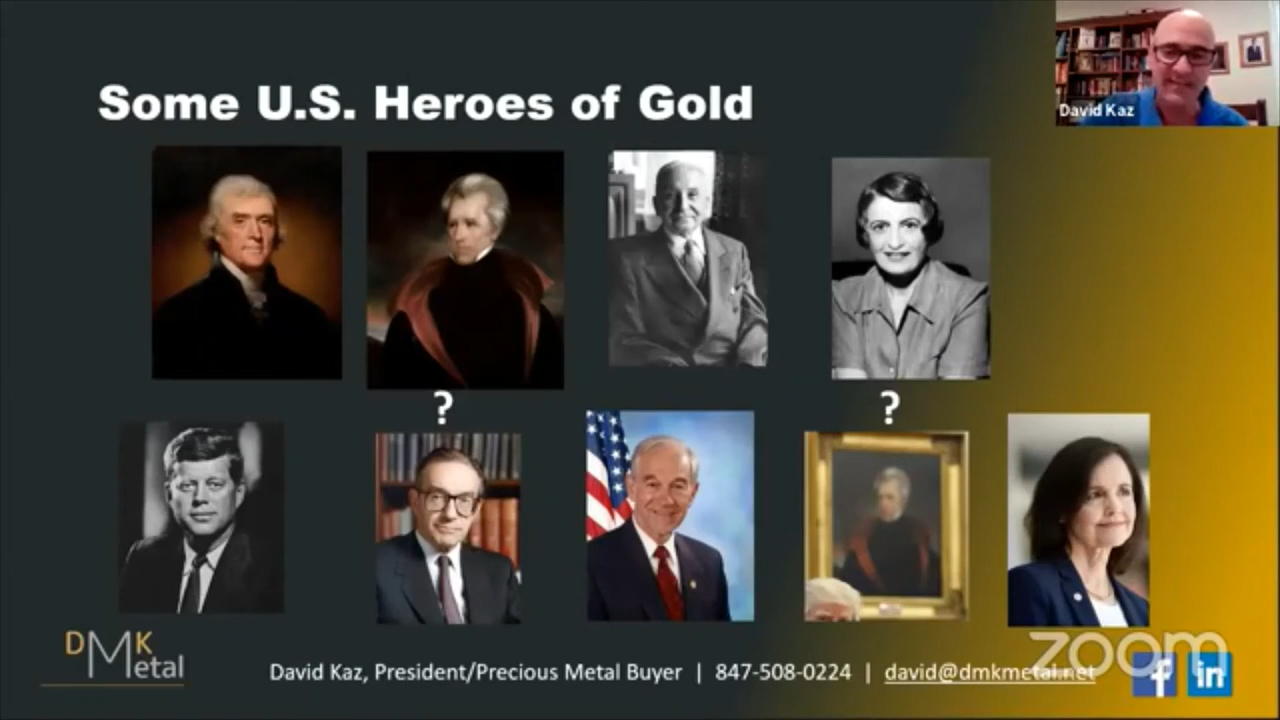 David Kaz
Some U.S. Heroes of Gold
?
?
DMK
Metal
David Kaz, President/Precious Metal Buyer | 847-508-0224 | david@dmkmetal.net
zoom
f
in